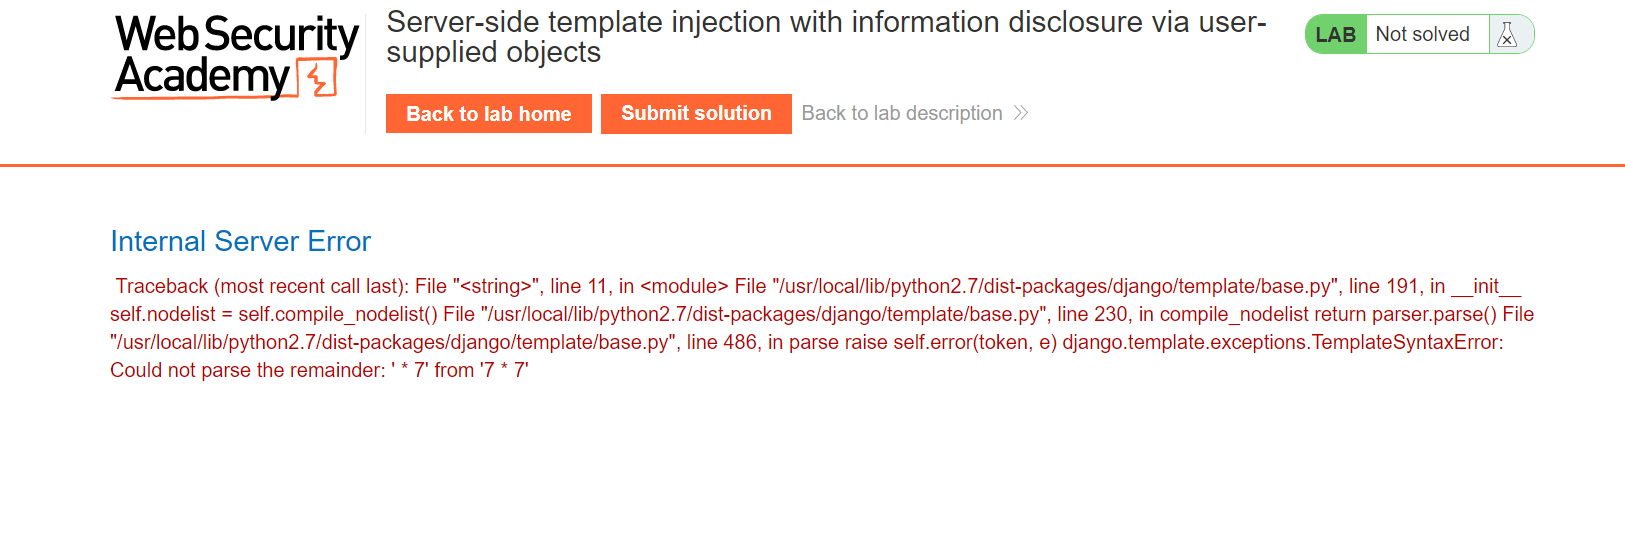 Web Security
Academy
Server-side template injection with information disclosure via user-
supplied objects
LAB Not solved
Back to lab home Submit solution Back to lab description
Internal Server Error
Traceback (most recent call last): File "<string>", line 11, in <module> File "/usr/local/lib/python2.7/dist-packages/django/template/base.py", line 191, in __init__
self.nodelist = self.compile_nodelist() File "/usr/local/lib/python2.7/dist-packages/django/template/base.py", line 230, in compile_nodelist return parser.parse() File
"/usr/local/lib/python2.7/dist-packages/django/template/base.py", line 486, in parse raise self.error(token, e) django.template.exceptions.TemplateSyntaxError:
Could not parse the remainder: ' * 7' from '7 * 7'